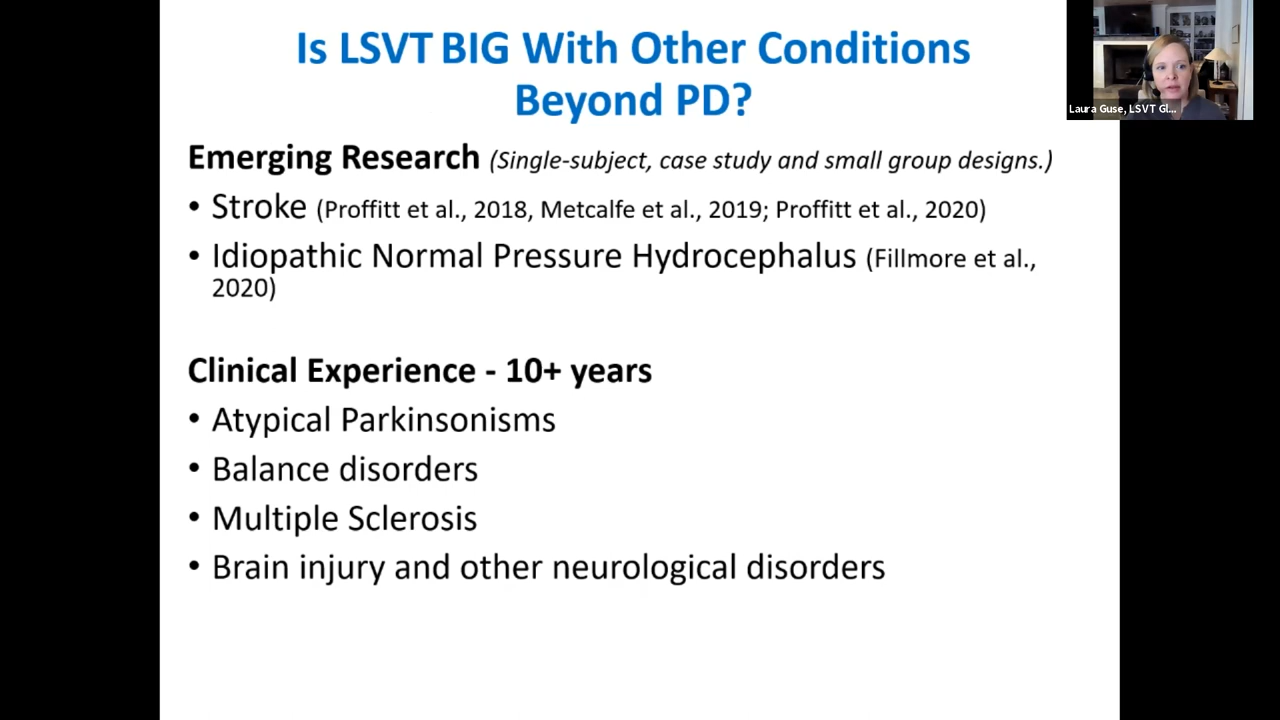 Is LSVT BIG With Other Conditions
Beyond PD?
Laura Guse, LSVT Gl...
Emerging Research (Single-subject, case study and small group designs.)
• Stroke (Proffitt et al., 2018, Metcalfe et al., 2019; Proffitt et al., 2020)
• Idiopathic Normal Pressure Hydrocephalus (Fillmore et al.,
2020)
Clinical Experience - 10+ years
• Atypical Parkinsonisms
• Balance disorders
• Multiple Sclerosis
• Brain injury and other neurological disorders